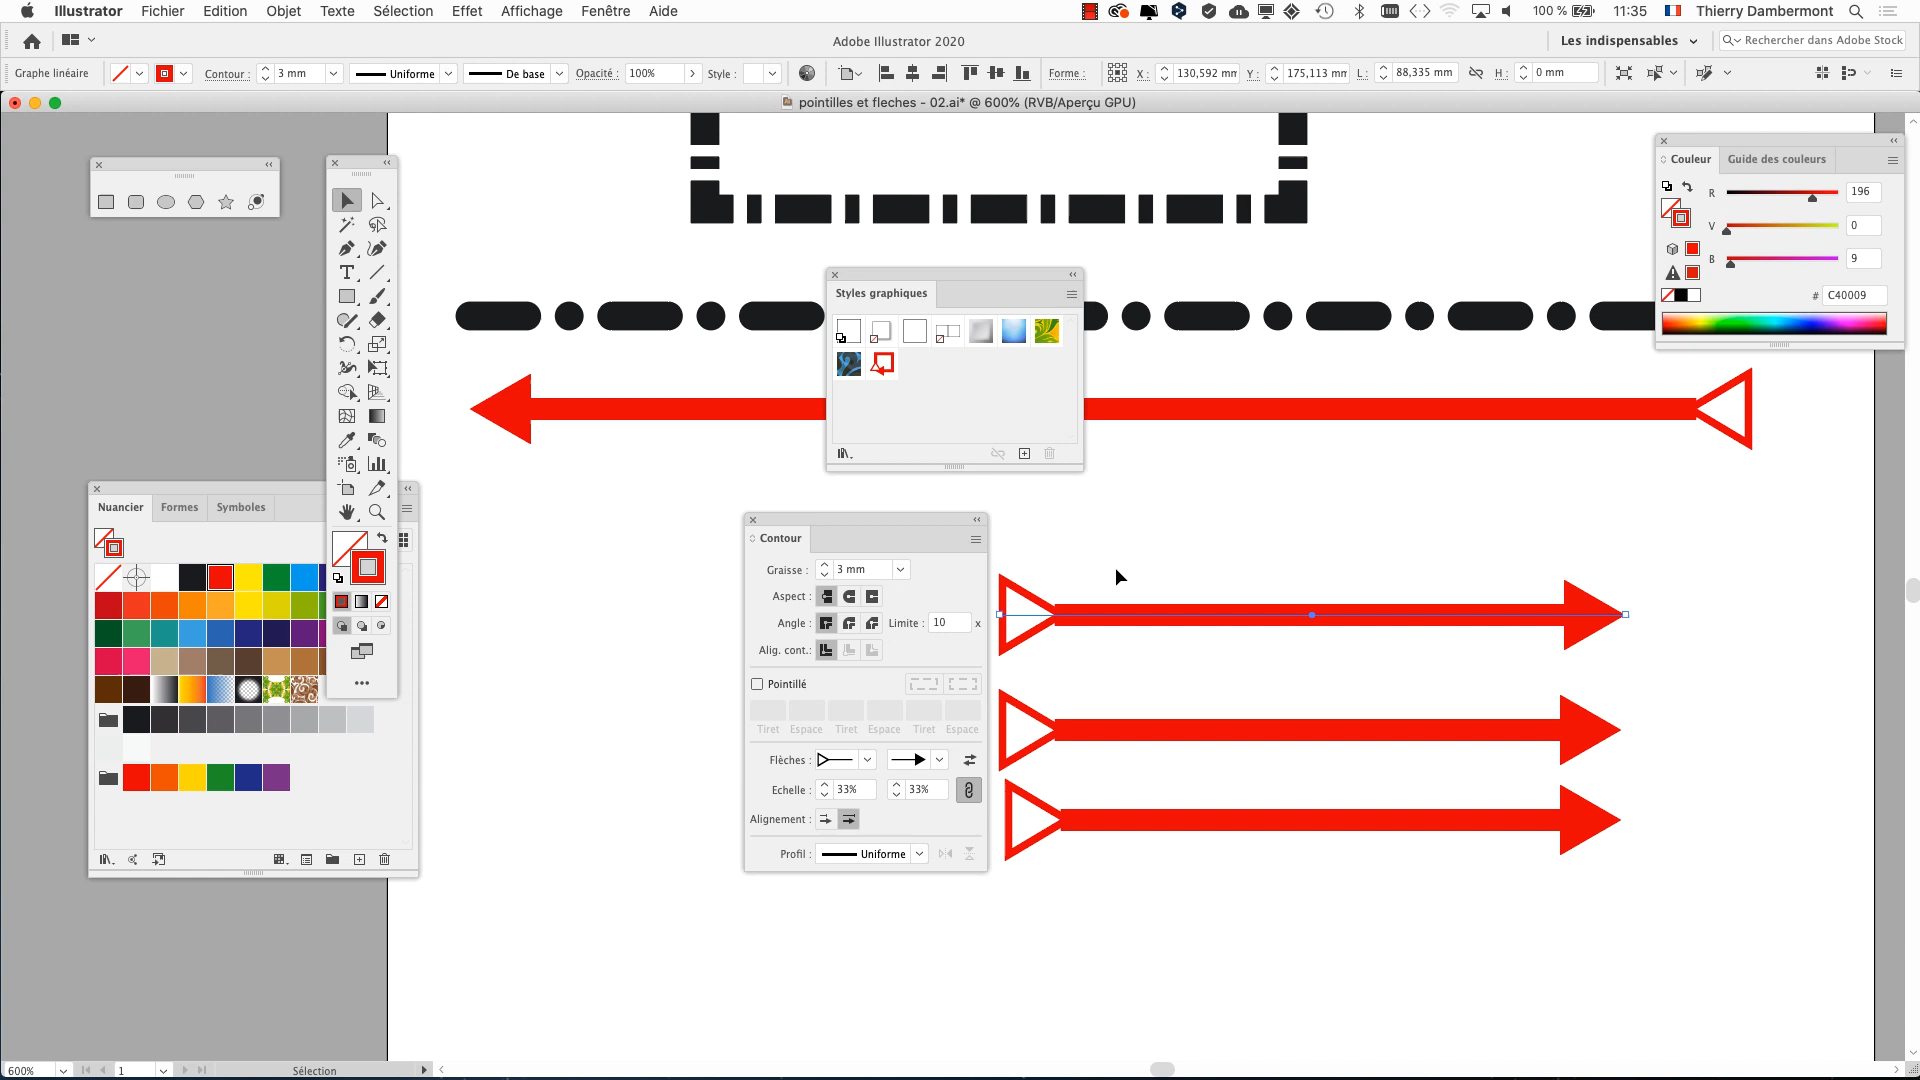 Illustrator Fichier Edition Objet Texte Sélection Effet Affichage Fenêtre Aide 100 % 11:35 Thierry Dambermont
Adobe Illustrator 2020 Les indispensables Rechercher dans Adobe Stock
Graphe linéaire Contour : 3 mm Uniforme De base Opacité : 100% Style : Forme : X : 130,592 mm Y : 175,113 mm L : 88,335 mm H : 0 mm
pointilles et fleches - 02.ai* @ 600% (RVB/Aperçu GPU)
Couleur Guide des couleurs
R 196
V 0
B 9
# C40009
Styles graphiques
Nuancier Formes Symboles
Contour
Graisse : 3 mm
Aspect :
Angle : Limite : 10 x
Alig. cont.:
Pointillé
Tiret Espace Tiret Espace Tiret Espace
Flèches :
Echelle : 33% 33%
Alignement :
Profil : Uniforme
600% 1 Sélection